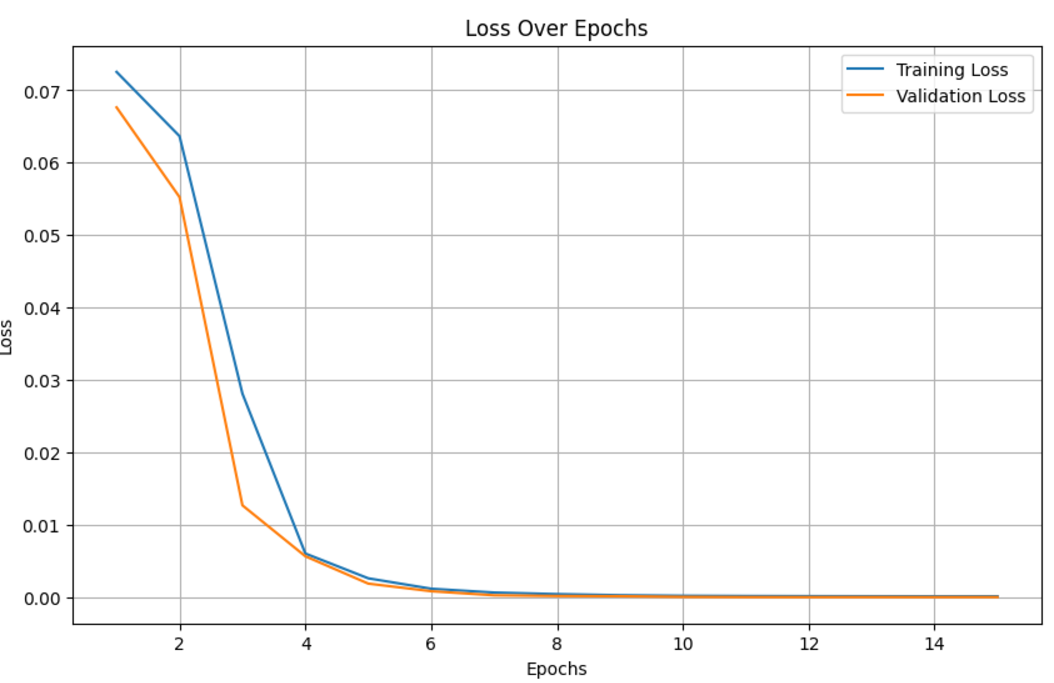 Loss Over Epochs
Training Loss
Validation Loss
0.07
0.06
0.05
0.04
0.03
0.02
0.01
0.00
Loss
2 4 6 8 10 12 14
Epochs